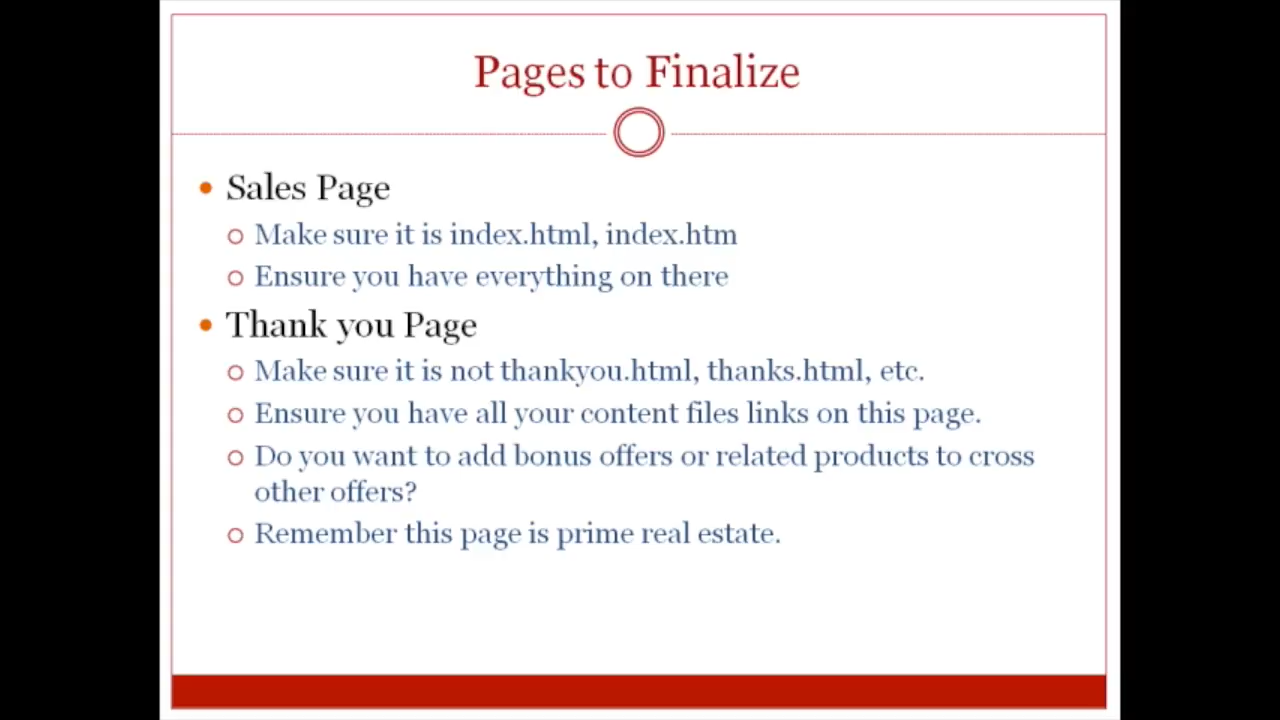 Pages to Finalize
Sales Page
Make sure it is index.html, index.htm
Ensure you have everything on there
Thank you Page
Make sure it is not thankyou.html, thanks.html, etc.
Ensure you have all your content files links on this page.
Do you want to add bonus offers or related products to cross
other offers?
Remember this page is prime real estate.